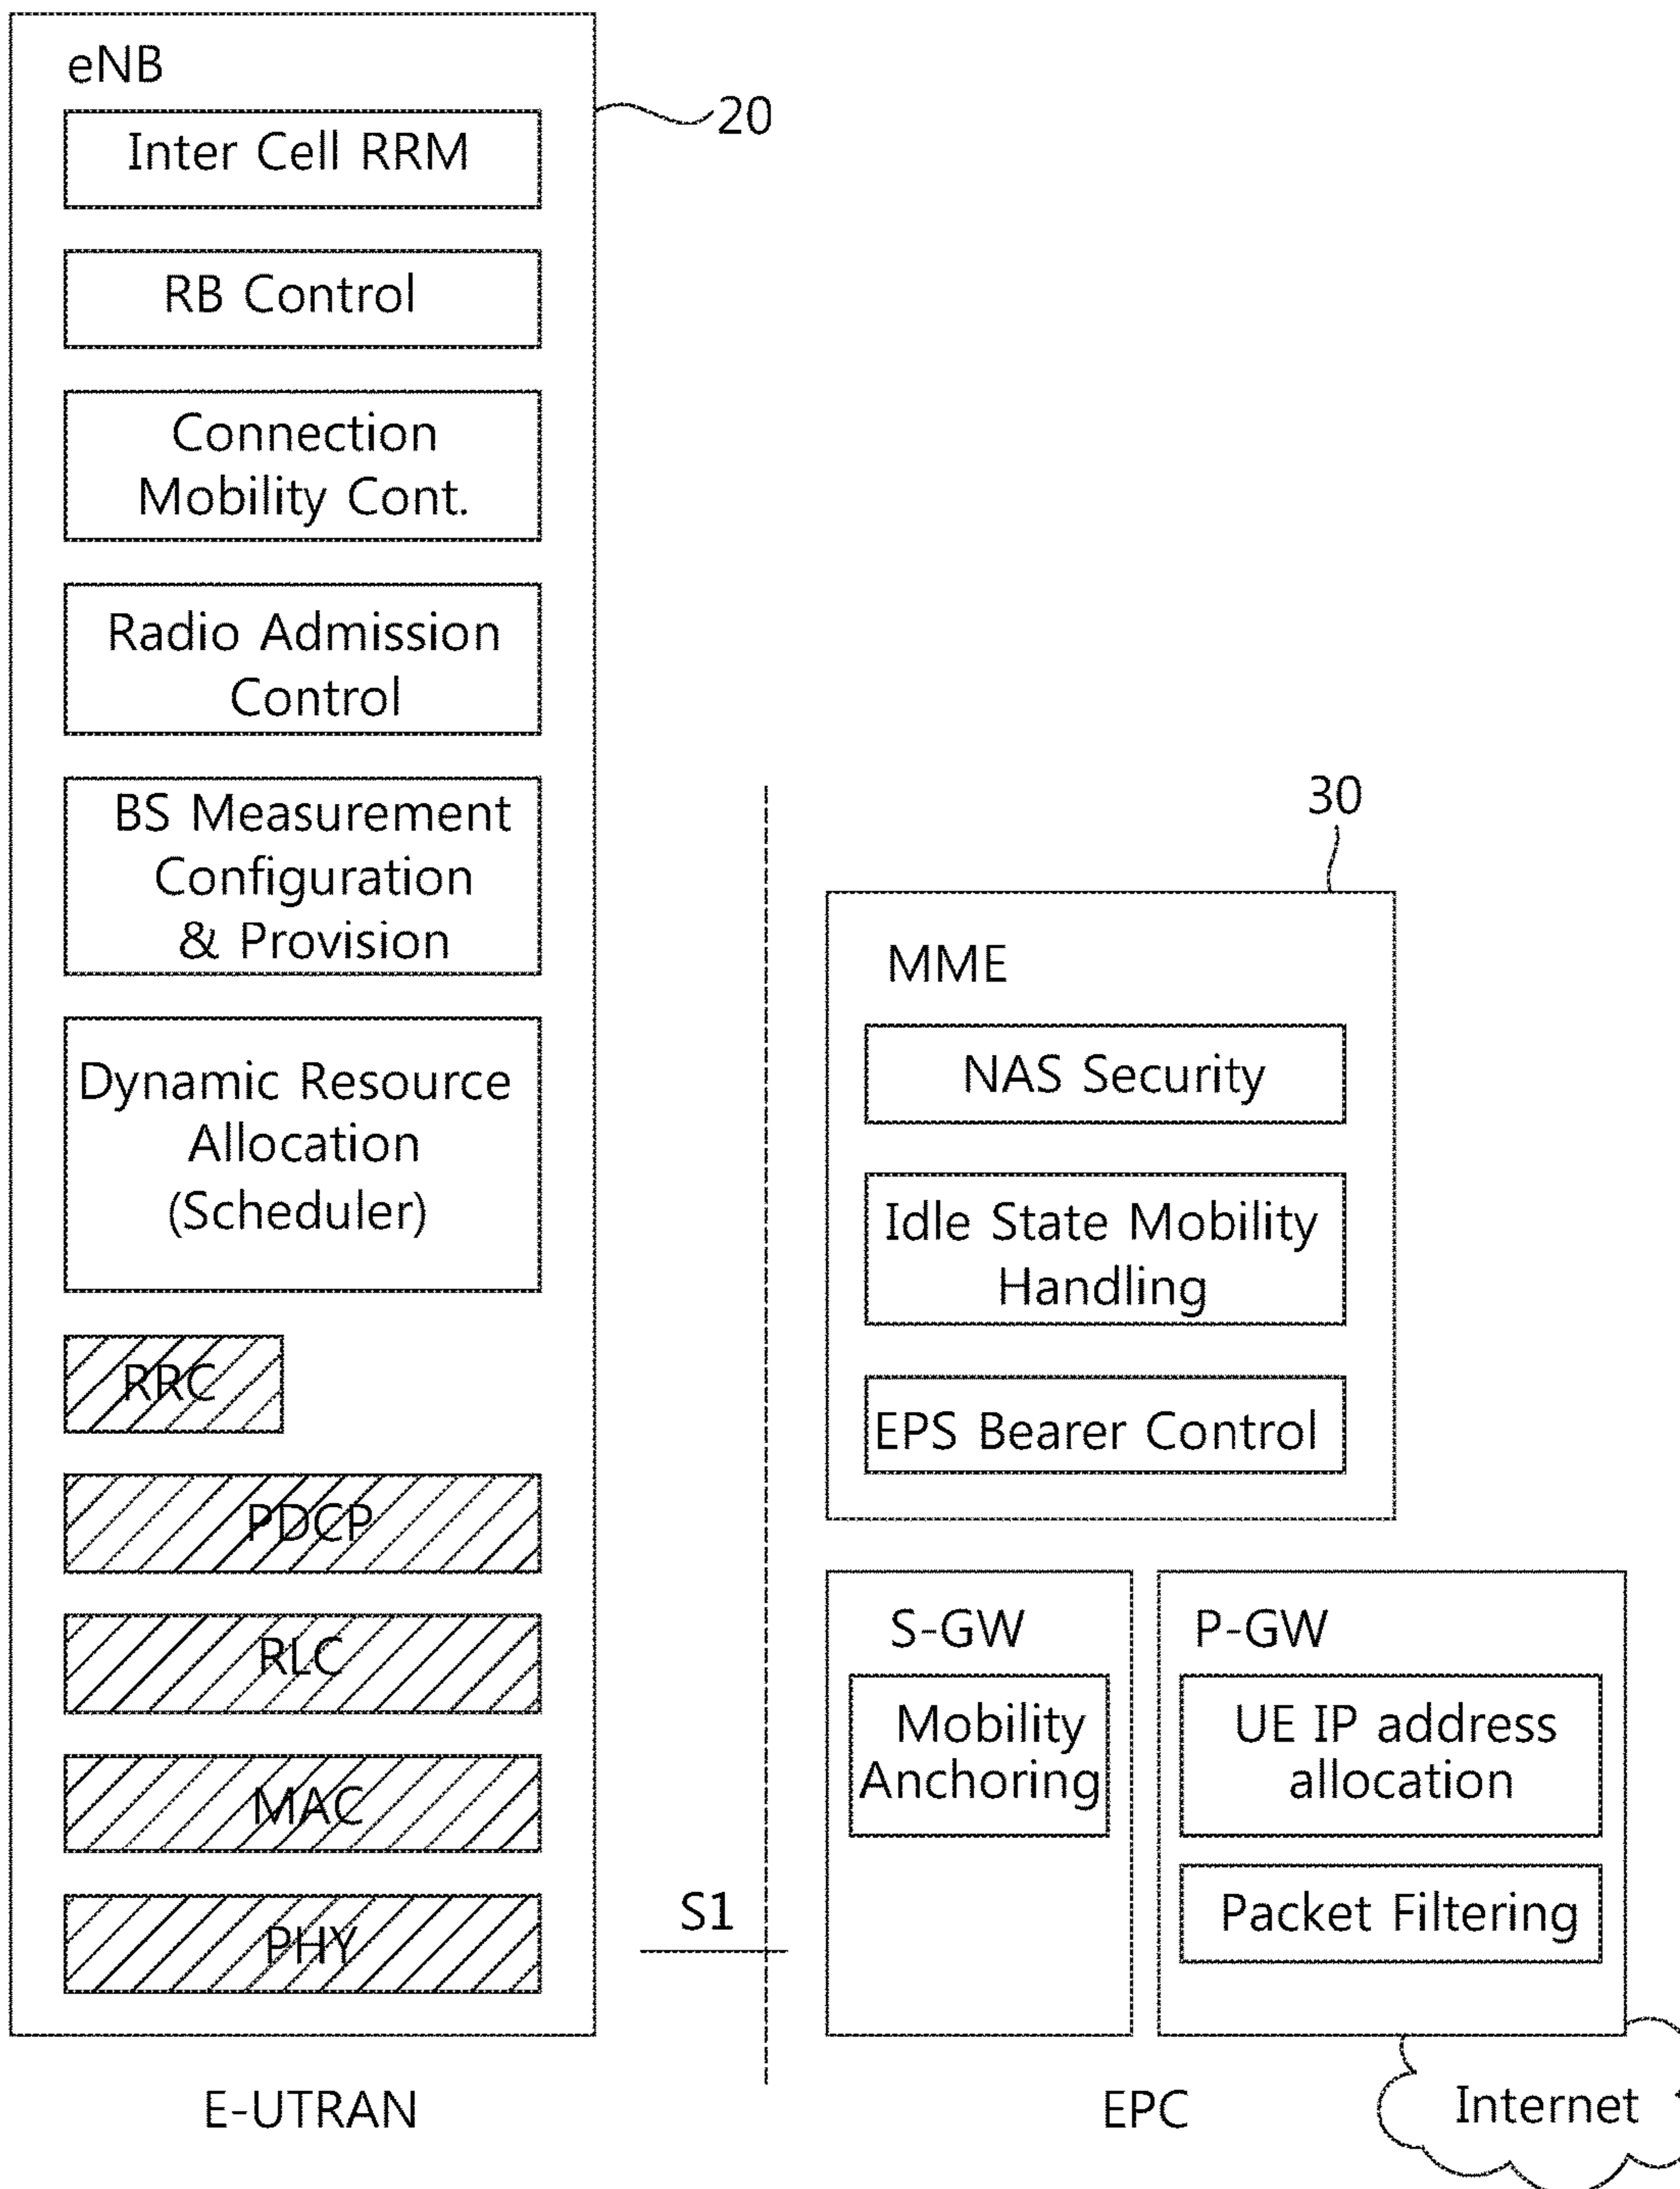 eNB
20
Inter Cell RRM
RB Control
Connection
Mobility Cont.
Radio Admission
Control
BS Measurement
Configuration
& Provision
Dynamic Resource
Allocation
(Scheduler)
RRC
PDCP
RLC
MAC
PHY
E-UTRAN
S1
30
MME
NAS Security
Idle State Mobility
Handling
EPS Bearer Control
S-GW
Mobility
Anchoring
P-GW
UE IP address
allocation
Packet Filtering
EPC
Internet